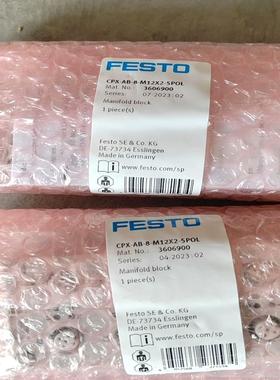 FESTO
CPX-AB-8-M12X2-5POL
Mat. No.: 3606900
Series: 07-2023:02
Manifold block
1 piece(s)
Festo SE & Co. KG
DE-73734 Esslingen
Made in Germany
www.festo.com/sp
FESTO
CPX-AB-8-M12X2-5POL
Mat. No.: 3606900
Series: 04-2023:02
Manifold block
1 piece(s)
Festo SE & Co. KG
DE-73734 Esslingen
Made in Germany
www.festo.com/sp